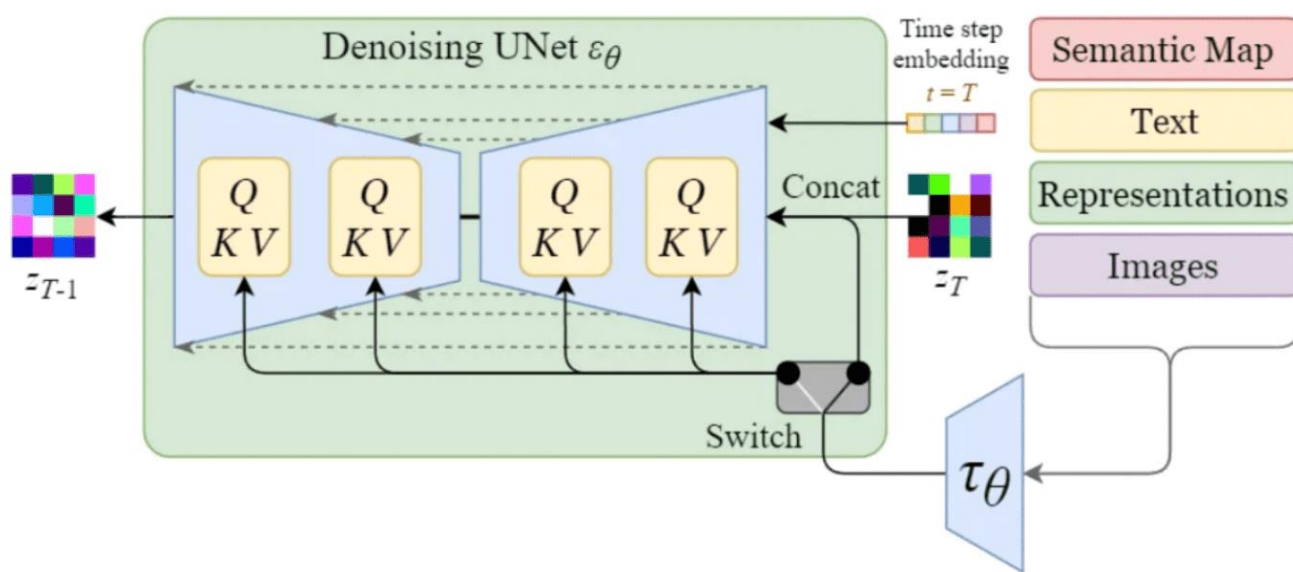 Denoising UNet εθ
Time step
embedding
t = T
Semantic Map
Text
Representations
Images
Concat
Q
K V
Q
K V
Q
K V
Q
K V
zT-1
zT
Switch
τθ